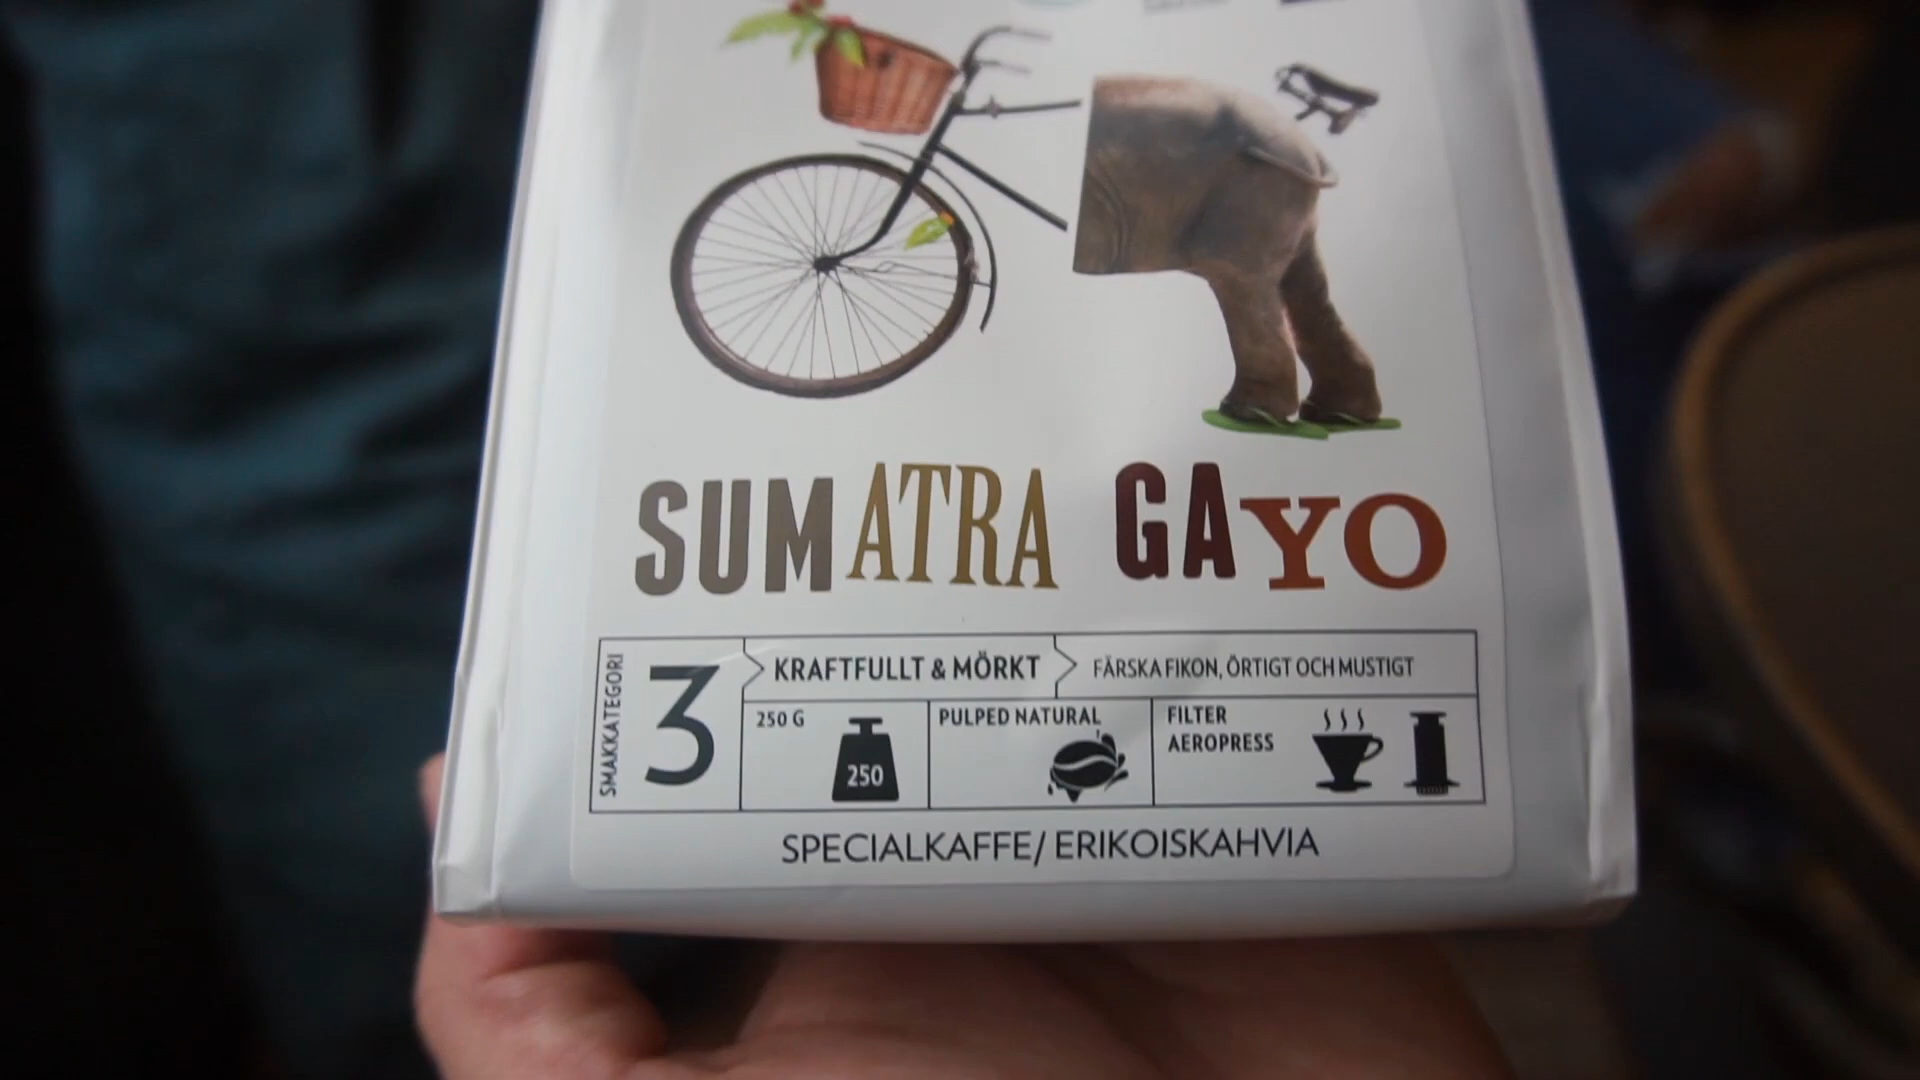 SUMATRA GAYO
SMAKKATEGORI
3
KRAFTFULLT & MÖRKT
FÄRSKA FIKON, ÖRTIGT OCH MUSTIGT
250 G
250
PULPED NATURAL
FILTER
AEROPRESS
SPECIALKAFFE/ ERIKOISKAHVIA